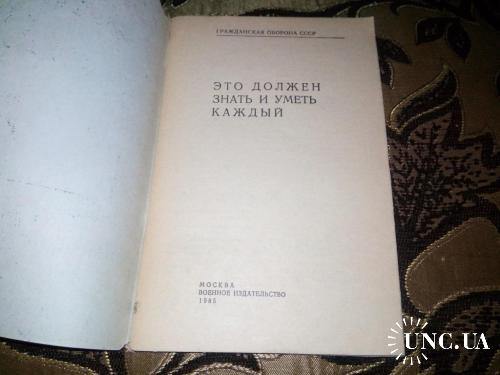 ГРАЖДАНСКАЯ ОБОРОНА СССР
ЭТО ДОЛЖЕН
ЗНАТЬ И УМЕТЬ
КАЖДЫЙ
МОСКВА
ВОЕННОЕ ИЗДАТЕЛЬСТВО
1985
UNC.UA